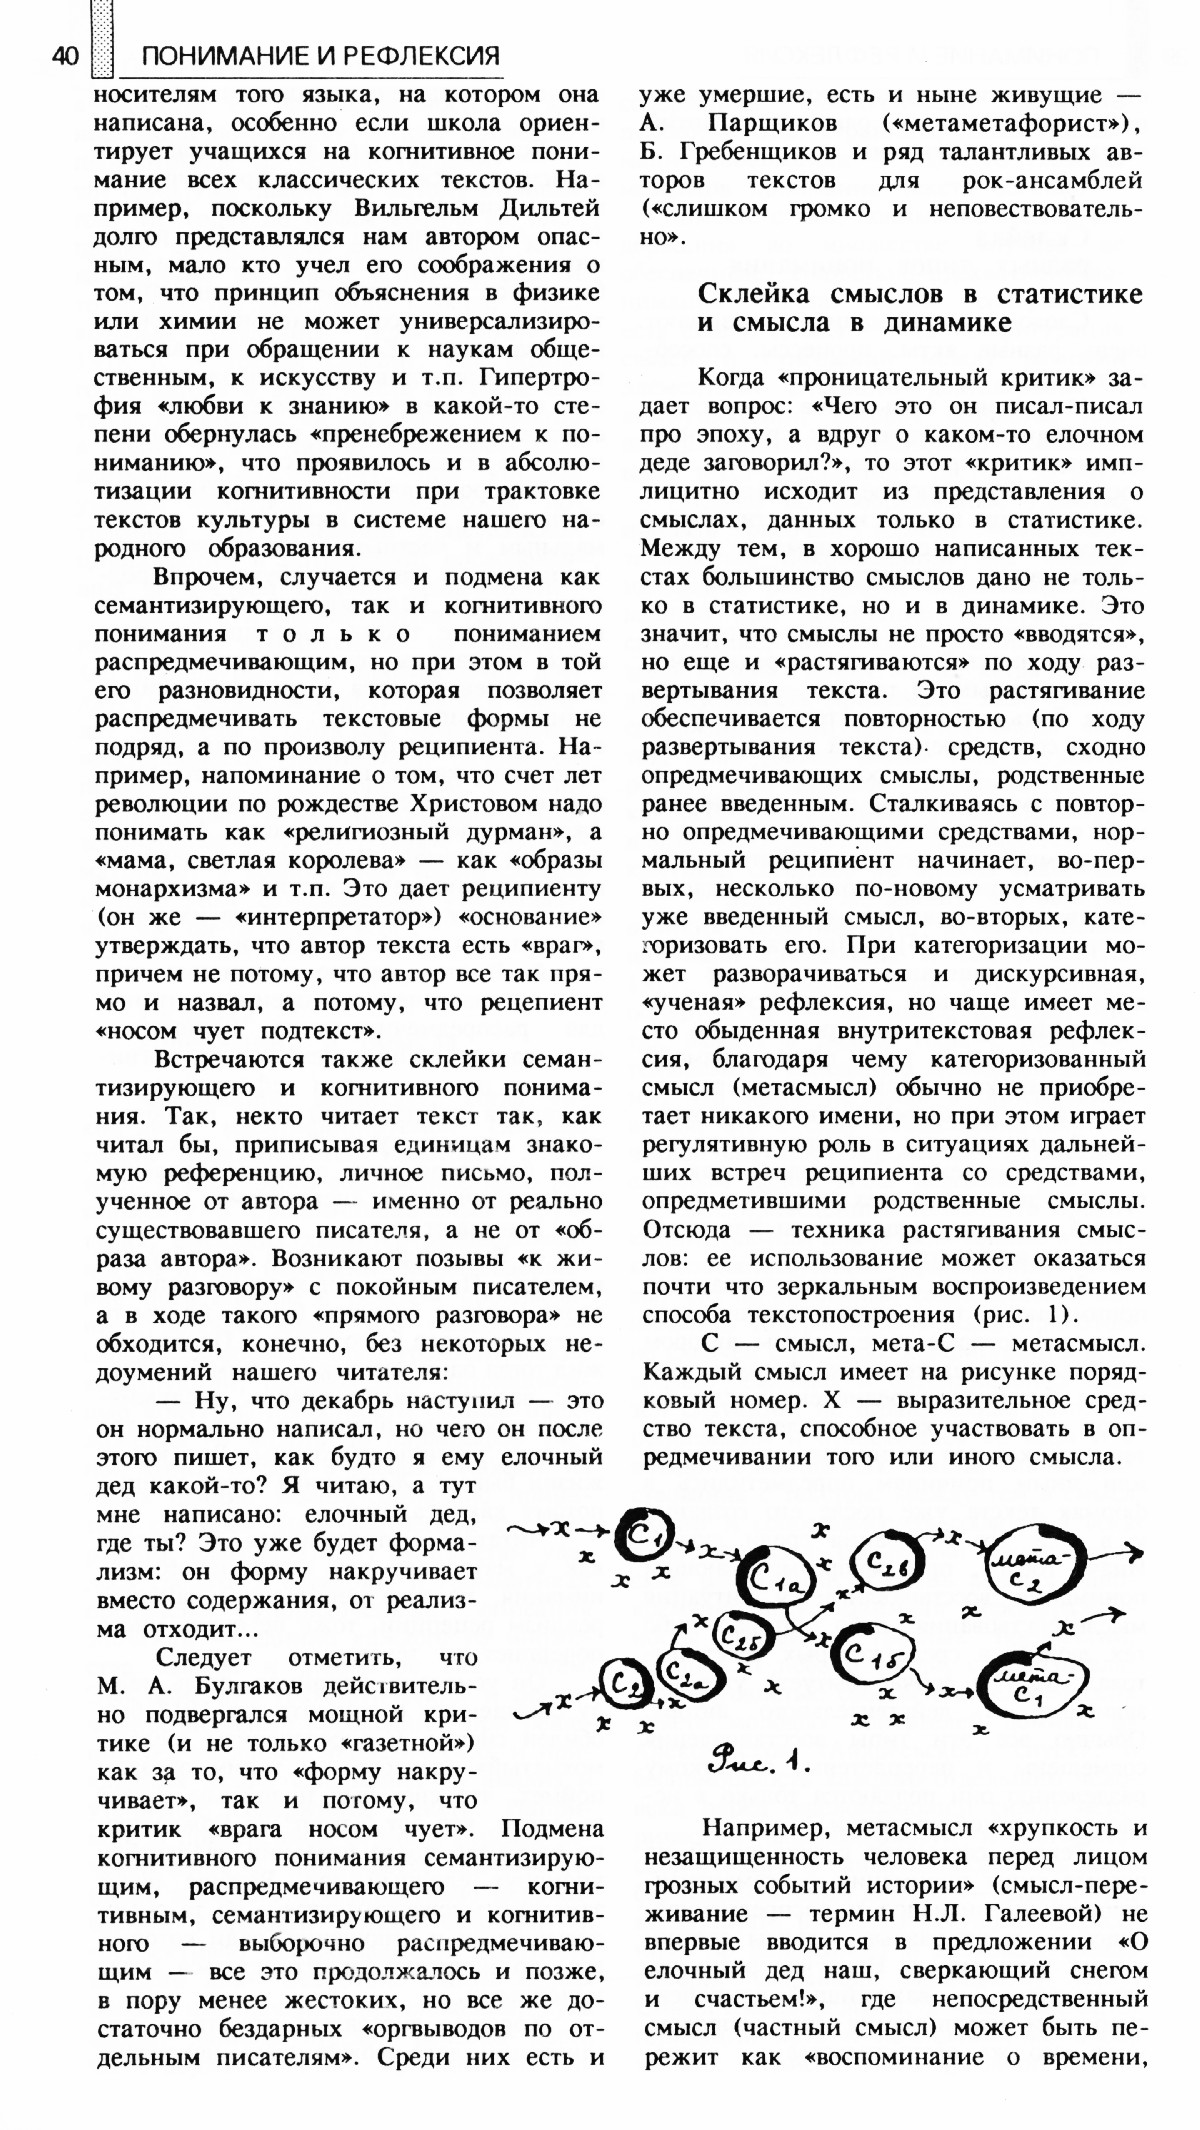 40
ПОНИМАНИЕ И РЕФЛЕКСИЯ
носителям того языка, на котором она
написана, особенно если школа ориен-
тирует учащихся на когнитивное пони-
мание всех классических текстов. На-
пример, поскольку Вильгельм Дильтей
долго представлялся нам автором опас-
ным, мало кто учел его соображения о
том, что принцип объяснения в физике
или химии не может универсализиро-
ваться при обращении к наукам обще-
ственным, к искусству и т.п. Гипертро-
фия «любви к знанию» в какой-то сте-
пени обернулась «пренебрежением к по-
ниманию», что проявилось и в абсолю-
тизации когнитивности при трактовке
текстов культуры в системе нашего на-
родного образования.
Впрочем, случается и подмена как
семантизирующего, так и когнитивного
понимания т о л ь к о пониманием
распредмечивающим, но при этом в той
его разновидности, которая позволяет
распредмечивать текстовые формы не
подряд, а по произволу реципиента. На-
пример, напоминание о том, что счет лет
революции по рождестве Христовом надо
понимать как «религиозный дурман», а
«мама, светлая королева» — как «образы
монархизма» и т.п. Это дает реципиенту
(он же — «интерпретатор») «основание»
утверждать, что автор текста есть «враг»,
причем не потому, что автор все так пря-
мо и назвал, а потому, что рецепиент
«носом чует подтекст».
Встречаются также склейки семан-
тизирующего и когнитивного понима-
ния. Так, некто читает текст так, как
читал бы, приписывая единицам знако-
мую референцию, личное письмо, пол-
ученное от автора — именно от реально
существовавшего писателя, а не от «об-
раза автора». Возникают позывы «к жи-
вому разговору» с покойным писателем,
а в ходе такого «прямого разговора» не
обходится, конечно, без некоторых не-
доумений нашего читателя:
— Ну, что декабрь наступил — это
он нормально написал, но чего он после
этого пишет, как будто я ему елочный
дед какой-то? Я читаю, а тут
мне написано: елочный дед,
где ты? Это уже будет форма-
лизм: он форму накручивает
вместо содержания, от реализ-
ма отходит...
Следует отметить, что
М. А. Булгаков действитель-
но подвергался мощной кри-
тике (и не только «газетной»)
как за то, что «форму накру-
чивает», так и потому, что
критик «врага носом чует». Подмена
когнитивного понимания семантизирую-
щим, распредмечивающего — когни-
тивным, семантизирующего и когнитив-
ного — выборочно распредмечиваю-
щим — все это продолжалось и позже,
в пору менее жестоких, но все же до-
статочно бездарных «оргвыводов по от-
дельным писателям». Среди них есть и
уже умершие, есть и ныне живущие —
А. Парщиков («метаметафорист»),
Б. Гребенщиков и ряд талантливых ав-
торов текстов для рок-ансамблей
(«слишком громко и неповествователь-
но».
Склейка смыслов в статистике
и смысла в динамике
Когда «проницательный критик» за-
дает вопрос: «Чего это он писал-писал
про эпоху, а вдруг о каком-то елочном
деде заговорил?», то этот «критик» имп-
лицитно исходит из представления о
смыслах, данных только в статистике.
Между тем, в хорошо написанных тек-
стах большинство смыслов дано не толь-
ко в статистике, но и в динамике. Это
значит, что смыслы не просто «вводятся»,
но еще и «растягиваются» по ходу раз-
вертывания текста. Это растягивание
обеспечивается повторностью (по ходу
развертывания текста) средств, сходно
опредмечивающих смыслы, родственные
ранее введенным. Сталкиваясь с повтор-
но опредмечивающими средствами, нор-
мальный реципиент начинает, во-пер-
вых, несколько по-новому усматривать
уже введенный смысл, во-вторых, кате-
горизовать его. При категоризации мо-
жет разворачиваться и дискурсивная,
«ученая» рефлексия, но чаще имеет ме-
сто обыденная внутритекстовая рефлек-
сия, благодаря чему категоризованный
смысл (метасмысл) обычно не приобре-
тает никакого имени, но при этом играет
регулятивную роль в ситуациях дальней-
ших встреч реципиента со средствами,
опредметившими родственные смыслы.
Отсюда — техника растягивания смыс-
лов: ее использование может оказаться
почти что зеркальным воспроизведением
способа текстопостроения (рис. 1).
С — смысл, мета-С — метасмысл.
Каждый смысл имеет на рисунке поряд-
ковый номер. Х — выразительное сред-
ство текста, способное участвовать в оп-
редмечивании того или иного смысла.
х С1 х х х х С1а х х С2в х мета-С2
х С2 х С2а х С2б х х С1б х мета-С1 х
Рис. 1.
Например, метасмысл «хрупкость и
незащищенность человека перед лицом
грозных событий истории» (смысл-пере-
живание — термин Н.Л. Галеевой) не
впервые вводится в предложении «О
елочный дед наш, сверкающий снегом
и счастьем!», где непосредственный
смысл (частный смысл) может быть пе-
режит как «воспоминание о времени,